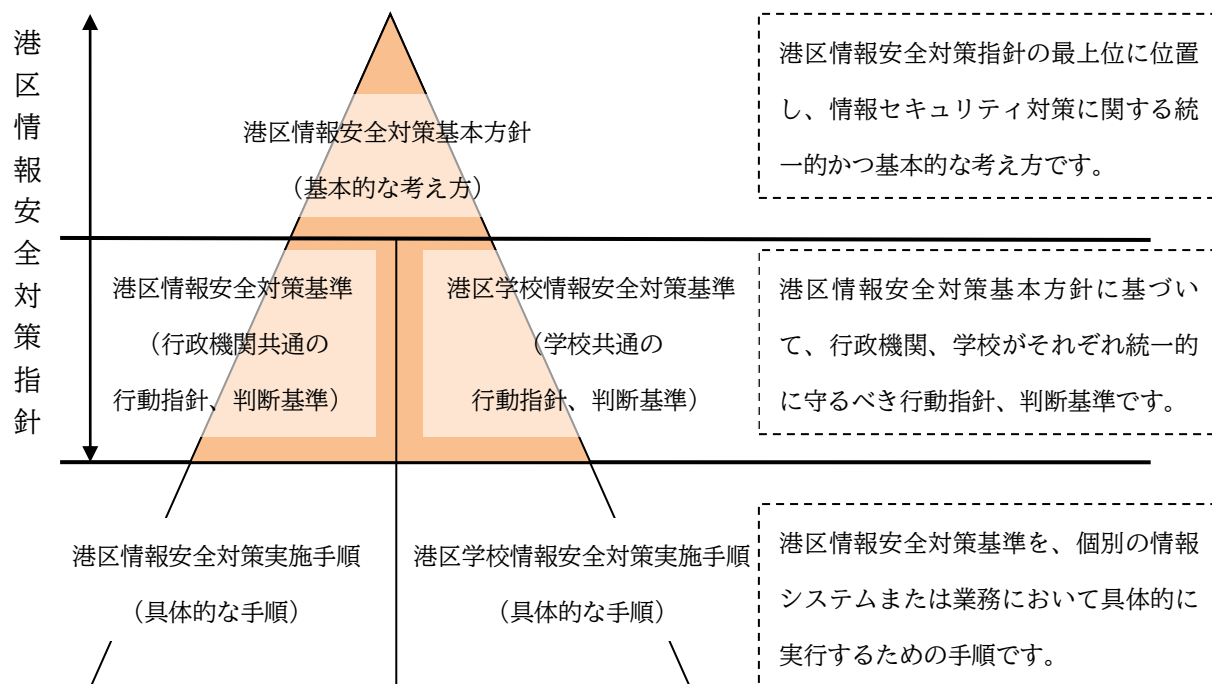 港区情報安全対策指針
港区情報安全対策基本方針
（基本的な考え方）
港区情報安全対策指針の最上位に位置
し、情報セキュリティ対策に関する統
一的かつ基本的な考え方です。
港区情報安全対策基準
（行政機関共通の
行動指針、判断基準）
港区学校情報安全対策基準
（学校共通の
行動指針、判断基準）
港区情報安全対策基本方針に基づい
て、行政機関、学校がそれぞれ統一的
に守るべき行動指針、判断基準です。
港区情報安全対策実施手順
（具体的な手順）
港区学校情報安全対策実施手順
（具体的な手順）
港区情報安全対策基準を、個別の情報
システムまたは業務において具体的に
実行するための手順です。